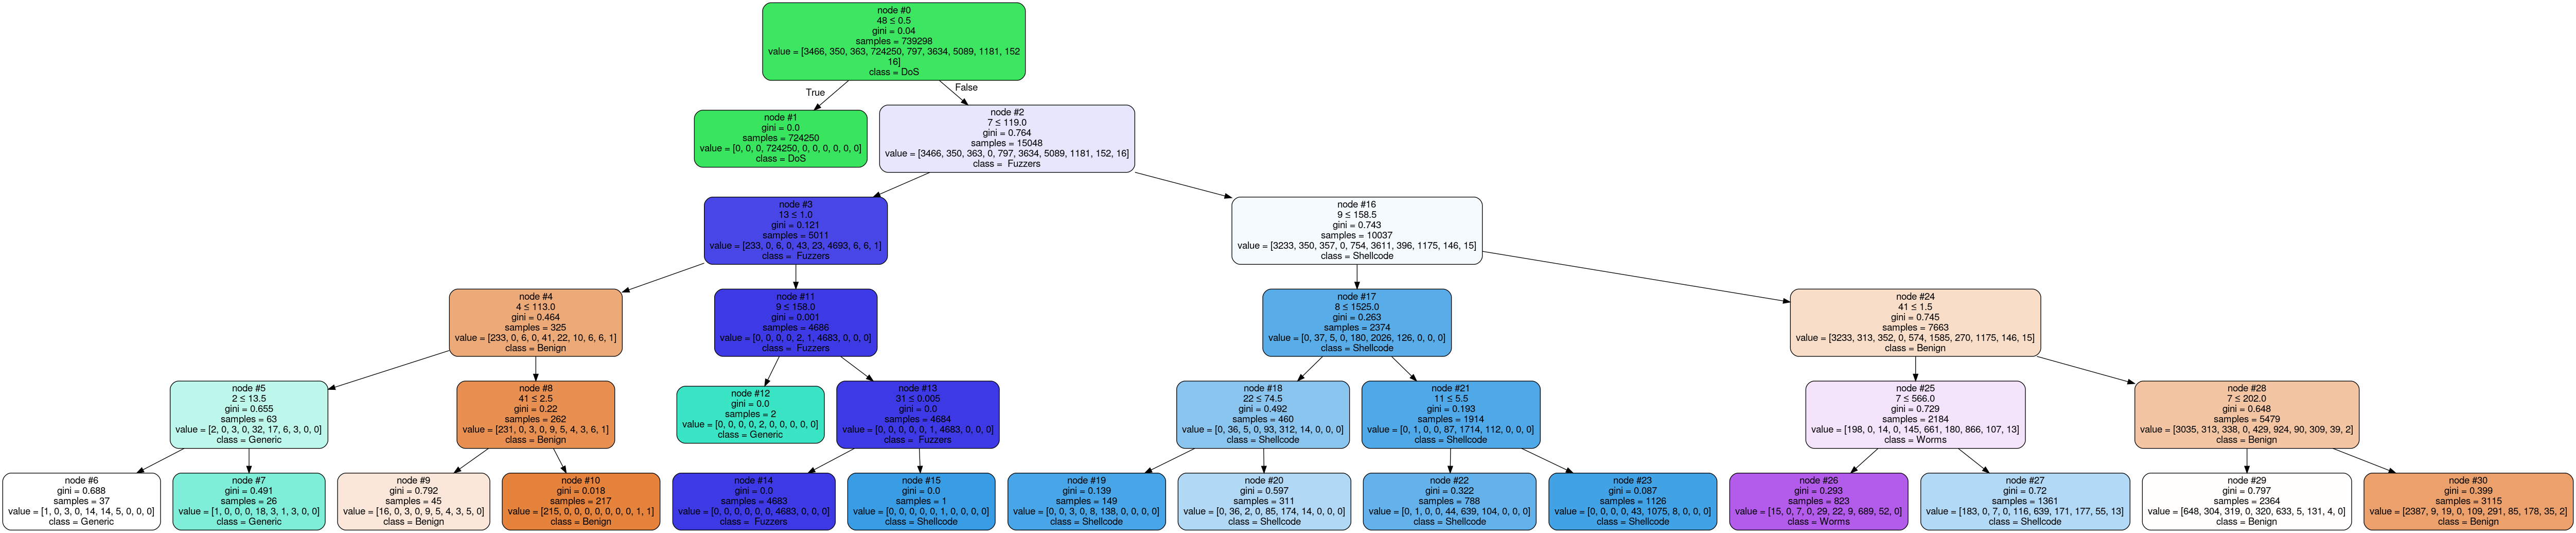 node #0
48 ≤ 0.5
gini = 0.04
samples = 739298
value = [3466, 350, 363, 724250, 797, 3634, 5089, 1181, 152
16]
class = DoS
True
False
node #1
gini = 0.0
samples = 724250
value = [0, 0, 0, 724250, 0, 0, 0, 0, 0, 0]
class = DoS
node #2
7 ≤ 119.0
gini = 0.764
samples = 15048
value = [3466, 350, 363, 0, 797, 3634, 5089, 1181, 152, 16]
class = Fuzzers
node #3
13 ≤ 1.0
gini = 0.121
samples = 5011
value = [233, 0, 6, 0, 43, 23, 4693, 6, 6, 1]
class = Fuzzers
node #16
9 ≤ 158.5
gini = 0.743
samples = 10037
value = [3233, 350, 357, 0, 754, 3611, 396, 1175, 146, 15]
class = Shellcode
node #4
4 ≤ 113.0
gini = 0.464
samples = 325
value = [233, 0, 6, 0, 41, 22, 10, 6, 6, 1]
class = Benign
node #11
9 ≤ 158.0
gini = 0.001
samples = 4686
value = [0, 0, 0, 0, 2, 1, 4683, 0, 0, 0]
class = Fuzzers
node #17
8 ≤ 1525.0
gini = 0.263
samples = 2374
value = [0, 37, 5, 0, 180, 2026, 126, 0, 0, 0]
class = Shellcode
node #24
41 ≤ 1.5
gini = 0.745
samples = 7663
value = [3233, 313, 352, 0, 574, 1585, 270, 1175, 146, 15]
class = Benign
node #5
2 ≤ 13.5
gini = 0.655
samples = 63
value = [2, 0, 3, 0, 32, 17, 6, 3, 0, 0]
class = Generic
node #8
41 ≤ 2.5
gini = 0.22
samples = 262
value = [231, 0, 3, 0, 9, 5, 4, 3, 6, 1]
class = Benign
node #12
gini = 0.0
samples = 2
value = [0, 0, 0, 0, 2, 0, 0, 0, 0, 0]
class = Generic
node #13
31 ≤ 0.005
gini = 0.0
samples = 4684
value = [0, 0, 0, 0, 0, 1, 4683, 0, 0, 0]
class = Fuzzers
node #18
22 ≤ 74.5
gini = 0.492
samples = 460
value = [0, 36, 5, 0, 93, 312, 14, 0, 0, 0]
class = Shellcode
node #21
11 ≤ 5.5
gini = 0.193
samples = 1914
value = [0, 1, 0, 0, 87, 1714, 112, 0, 0, 0]
class = Shellcode
node #25
7 ≤ 566.0
gini = 0.729
samples = 2184
value = [198, 0, 14, 0, 145, 661, 180, 866, 107, 13]
class = Worms
node #28
7 ≤ 202.0
gini = 0.648
samples = 5479
value = [3035, 313, 338, 0, 429, 924, 90, 309, 39, 2]
class = Benign
node #6
gini = 0.688
samples = 37
value = [1, 0, 3, 0, 14, 14, 5, 0, 0, 0]
class = Generic
node #7
gini = 0.491
samples = 26
value = [1, 0, 0, 0, 18, 3, 1, 3, 0, 0]
class = Generic
node #9
gini = 0.792
samples = 45
value = [16, 0, 3, 0, 9, 5, 4, 3, 5, 0]
class = Benign
node #10
gini = 0.018
samples = 217
value = [215, 0, 0, 0, 0, 0, 0, 0, 1, 1]
class = Benign
node #14
gini = 0.0
samples = 4683
value = [0, 0, 0, 0, 0, 0, 4683, 0, 0, 0]
class = Fuzzers
node #15
gini = 0.0
samples = 1
value = [0, 0, 0, 0, 0, 1, 0, 0, 0, 0]
class = Shellcode
node #19
gini = 0.139
samples = 149
value = [0, 0, 3, 0, 8, 138, 0, 0, 0, 0]
class = Shellcode
node #20
gini = 0.597
samples = 311
value = [0, 36, 2, 0, 85, 174, 14, 0, 0, 0]
class = Shellcode
node #22
gini = 0.322
samples = 788
value = [0, 1, 0, 0, 44, 639, 104, 0, 0, 0]
class = Shellcode
node #23
gini = 0.087
samples = 1126
value = [0, 0, 0, 0, 43, 1075, 8, 0, 0, 0]
class = Shellcode
node #26
gini = 0.293
samples = 823
value = [15, 0, 7, 0, 29, 22, 9, 689, 52, 0]
class = Worms
node #27
gini = 0.72
samples = 1361
value = [183, 0, 7, 0, 116, 639, 171, 177, 55, 13]
class = Shellcode
node #29
gini = 0.797
samples = 2364
value = [648, 304, 319, 0, 320, 633, 5, 131, 4, 0]
class = Benign
node #30
gini = 0.399
samples = 3115
value = [2387, 9, 19, 0, 109, 291, 85, 178, 35, 2]
class = Benign